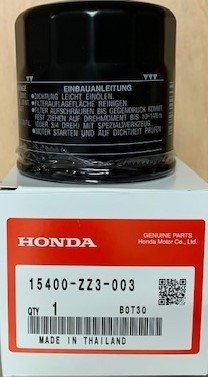 EINBAUANLEITUNG
DICHTUNG LEICHT EINÖLEN
FILTERAUFLAGEFLÄCHE REINIGEN
FILTER AUFSCHRAUBEN BIS GEGENDRUCK KOMMT,
FEST ZIEHEN AUF DREHMOMENT BIS 10-14N·m
(ODER 3/4 DREH) MIT SPEZIALWERKZEUG.
MOTOR STARTEN UND AUF DICHTHEIT PRÜFEN
HONDA
GENUINE PARTS
Honda Motor Co., Ltd.
15400-ZZ3-003
QTY 1 BOT30
MADE IN THAILAND